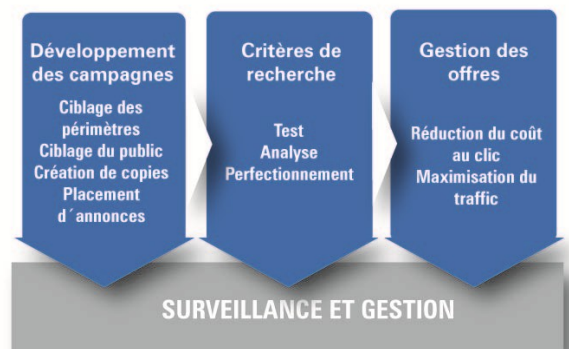 Développement
des campagnes
Ciblage des
périmètres
Ciblage du public
Création de copies
Placement
d´annonces
Critères de
recherche
Test
Analyse
Perfectionnement
Gestion des
offres
Réduction du coût
au clic
Maximisation du
traffic
SURVEILLANCE ET GESTION